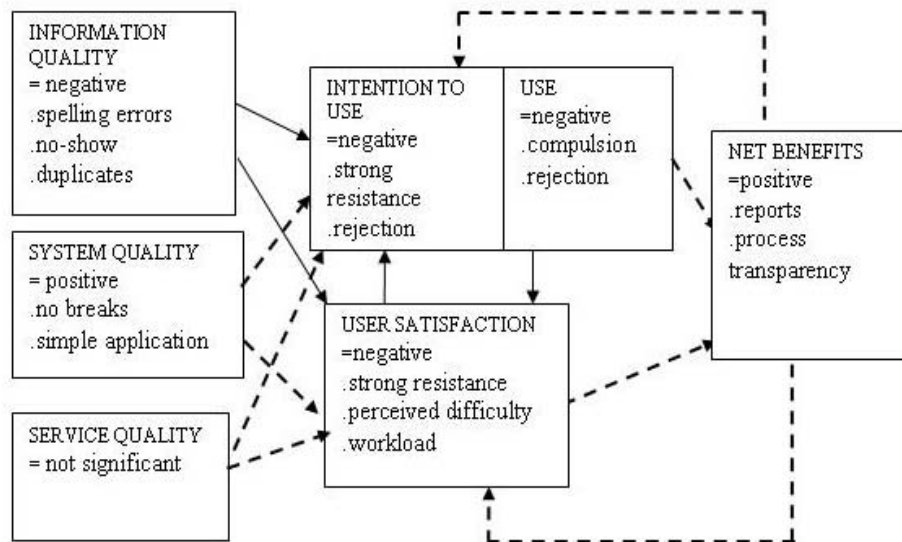 INFORMATION
QUALITY
= negative
.spelling errors
.no-show
.duplicates
SYSTEM QUALITY
= positive
.no breaks
.simple application
SERVICE QUALITY
= not significant
INTENTION TO
USE
=negative
.strong
resistance
.rejection
USE
=negative
.compulsion
.rejection
USER SATISFACTION
=negative
.strong resistance
.perceived difficulty
.workload
NET BENEFITS
=positive
.reports
.process
transparency